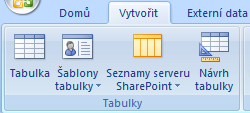 Domů Vytvořit Externí data
Tabulka Šablony tabulky Seznamy serveru SharePoint Návrh tabulky
Tabulky